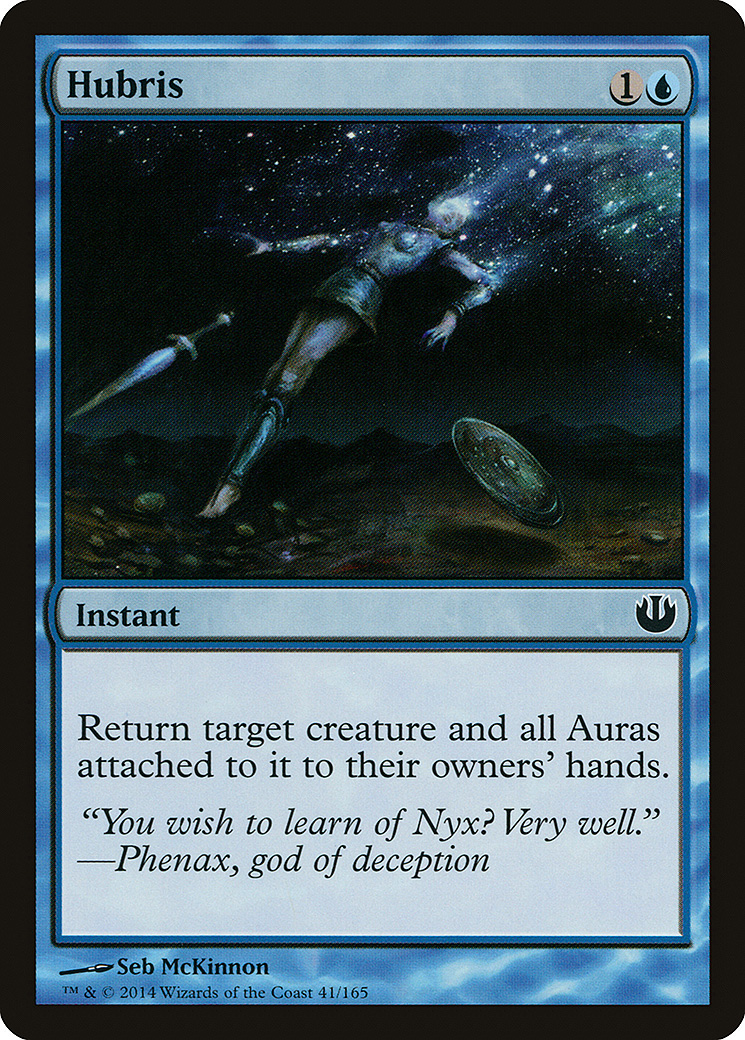 Hubris
1
Instant
Return target creature and all Auras
attached to it to their owners' hands.
“You wish to learn of Nyx? Very well.”
—Phenax, god of deception
Seb McKinnon
™ & © 2014 Wizards of the Coast 41/165